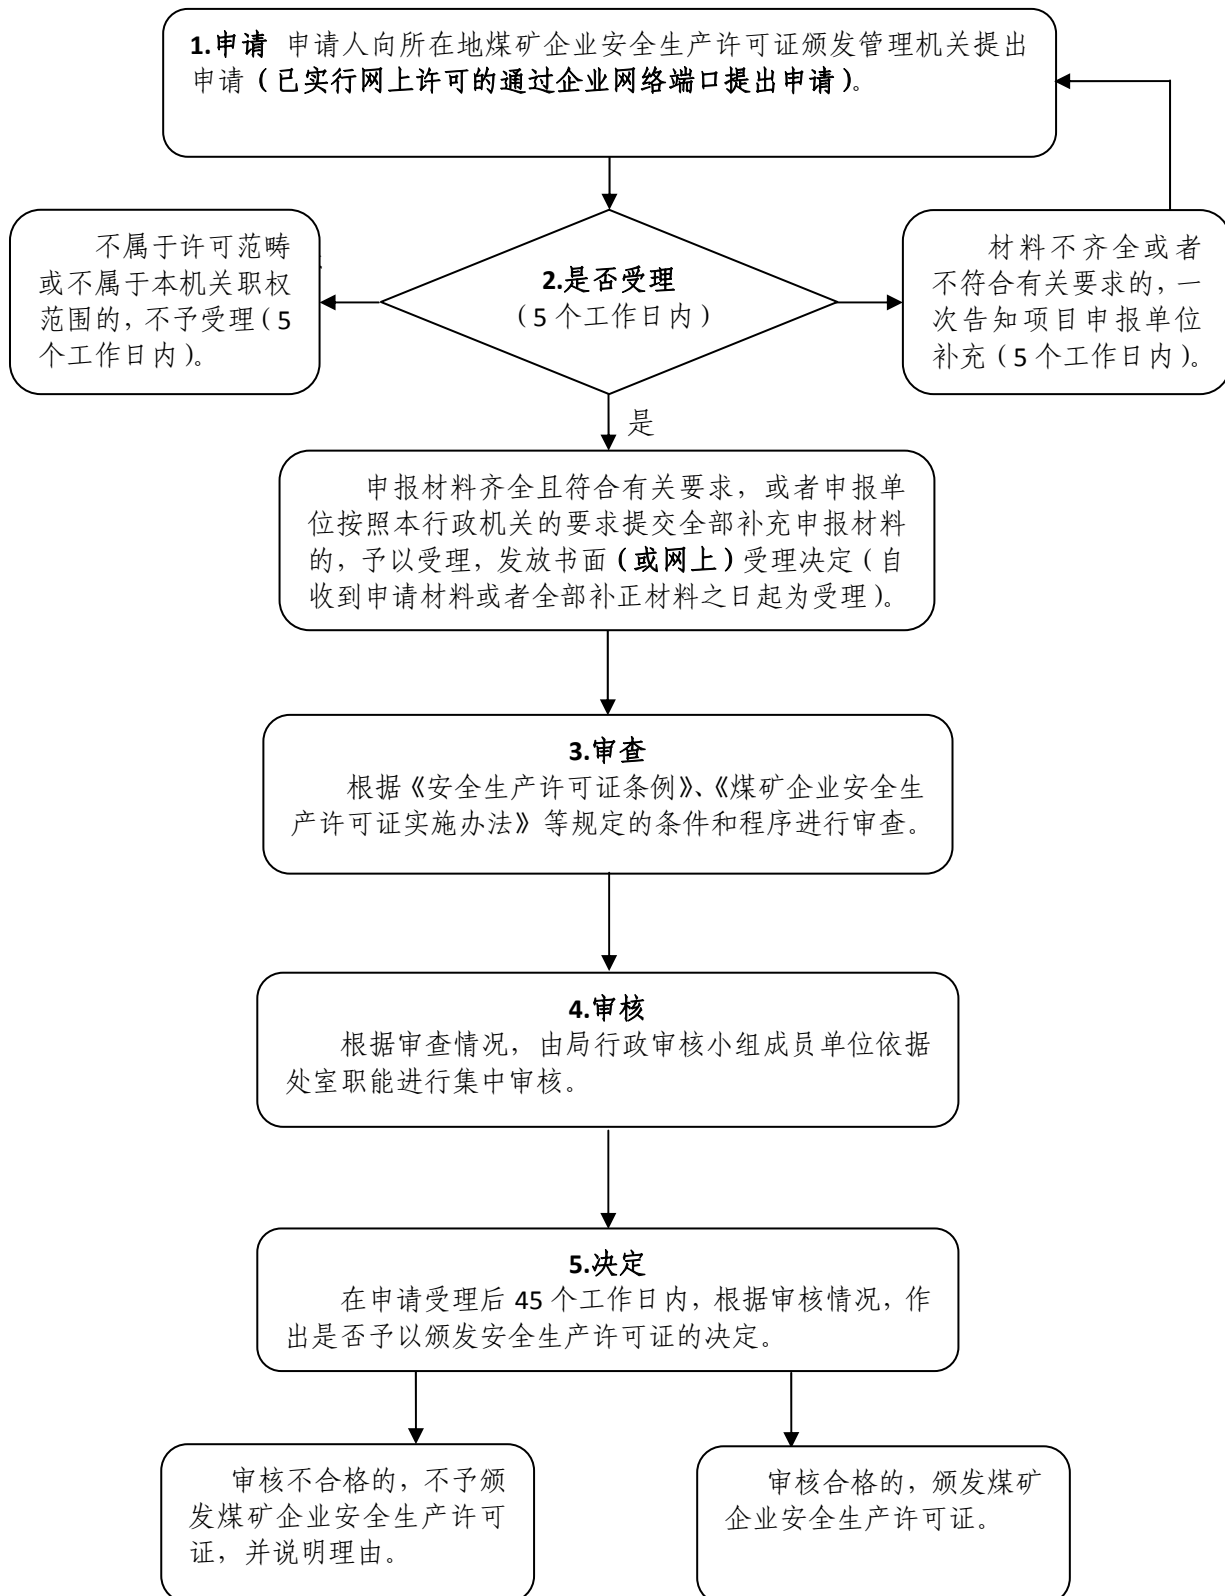 1.申请 申请人向所在地煤矿企业安全生产许可证颁发管理机关提出
申请(已实行网上许可的通过企业网络端口提出申请)。
不属于许可范畴
或不属于本机关职权
范围的,不予受理(5
个工作日内)。
2.是否受理
(5个工作日内)
材料不齐全或者
不符合有关要求的,一
次告知项目申报单位
补充(5个工作日内)。
是
申报材料齐全且符合有关要求,或者申报单
位按照本行政机关的要求提交全部补充申报材料
的,予以受理,发放书面(或网上)受理决定(自
收到申请材料或者全部补正材料之日起为受理)。
3.审查
根据《安全生产许可证条例》、《煤矿企业安全生
产许可证实施办法》等规定的条件和程序进行审查。
4.审核
根据审查情况,由局行政审核小组成员单位依据
处室职能进行集中审核。
5.决定
在申请受理后 45 个工作日内,根据审核情况,作
出是否予以颁发安全生产许可证的决定。
审核不合格的,不予颁
发煤矿企业安全生产许可
证,并说明理由。
审核合格的,颁发煤矿
企业安全生产许可证。